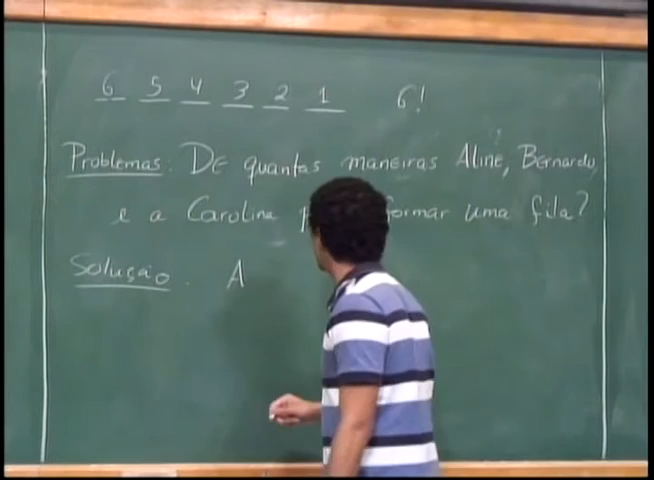 6 5 4 3 2 1 6!
Problemas: De quantas maneiras Aline, Bernardo,
e a Carolina formar uma fila?
Solução. A